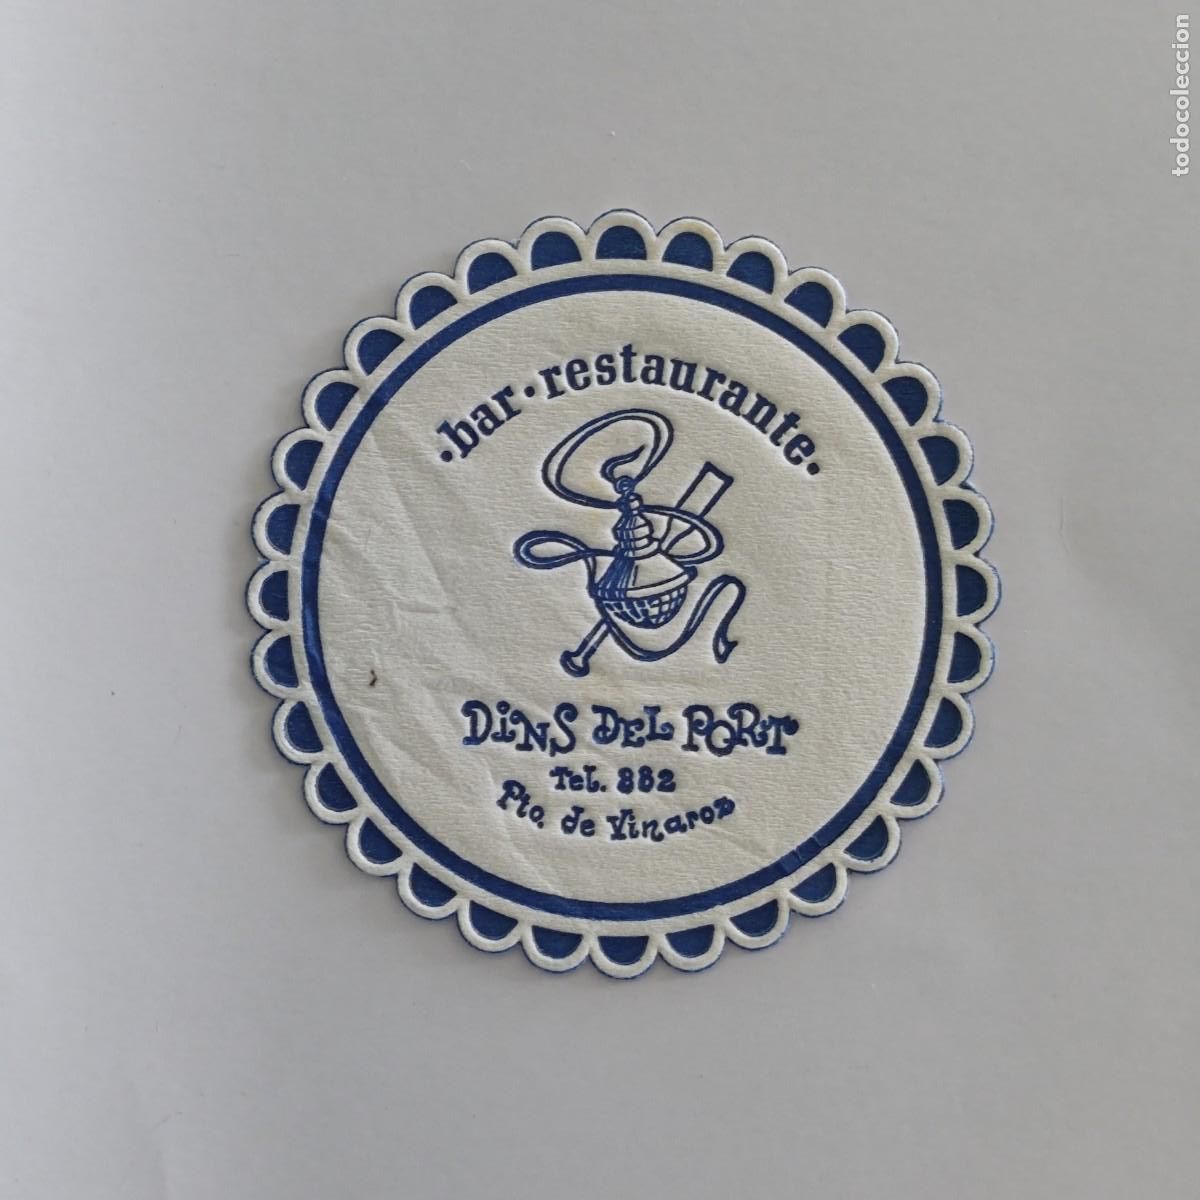 ·bar·restaurante·
DiNS DEL PORT
Tel. 882
Pto. de Vinaroz
todocoleccion